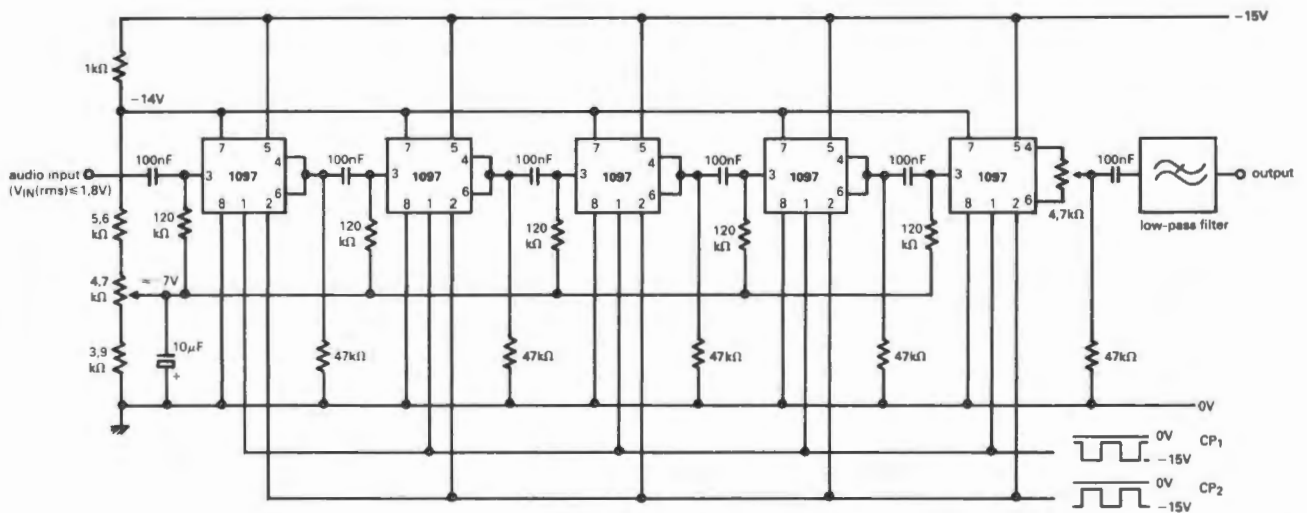 −15V
1kΩ
−14V
7 5
4
100nF
3 1097
6
8 1 2
7 5
4
100nF
3 1097
6
8 1 2
7 5
4
100nF
3 1097
6
8 1 2
7 5
4
100nF
3 1097
6
8 1 2
7 5 4
100nF
3 1097
8 1 2 6
4,7kΩ
100nF
low-pass filter
output
audio input
(VIN(rms)≤1,8V)
5,6
kΩ
120
kΩ
120
kΩ
120
kΩ
120
kΩ
120
kΩ
≈ −7V
4,7
kΩ
3,9
kΩ
10µF
+
47kΩ
47kΩ
47kΩ
47kΩ
47kΩ
0V
0V
−15V
CP1
0V
−15V
CP2